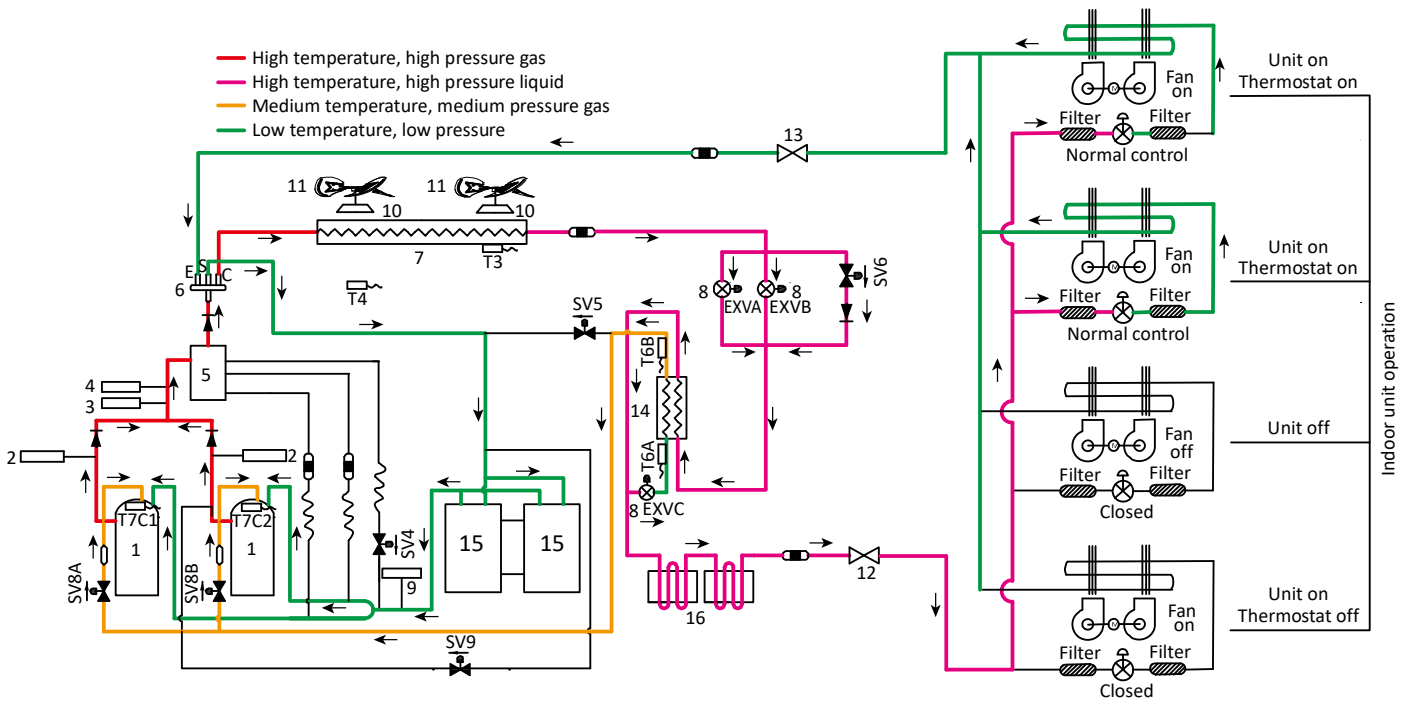 High temperature, high pressure gas
High temperature, high pressure liquid
Medium temperature, medium pressure gas
Low temperature, low pressure
13
11
11
10
10
7
T3
T4
E
S
C
6
5
4
3
2
2
T7C1
T7C2
1
1
SV8A
SV8B
SV4
9
SV9
15
15
SV5
T6B
14
T6A
8
EXVC
8
EXVA
8
EXVB
SV6
16
12
Fan
on
Filter
Filter
Normal control
Unit on
Thermostat on
Fan
on
Filter
Filter
Normal control
Unit on
Thermostat on
Fan
off
Filter
Filter
Closed
Unit off
Fan
on
Filter
Filter
Closed
Unit on
Thermostat off
Indoor unit operation